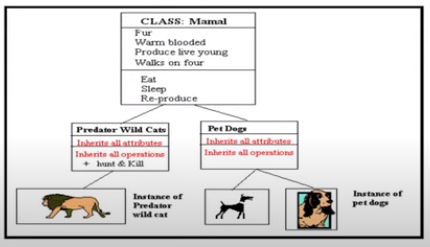 CLASS: Mamal
Fur
Warm blooded
Produce live young
Walks on four
Eat
Sleep
Re-produce
Predator Wild Cats
Inherits all attributes
Inherits all operations
+ hunt & Kill
Pet Dogs
Inherits all attributes
Inherits all operations
Instance of
Predator
wild cat
Instance of
pet dogs